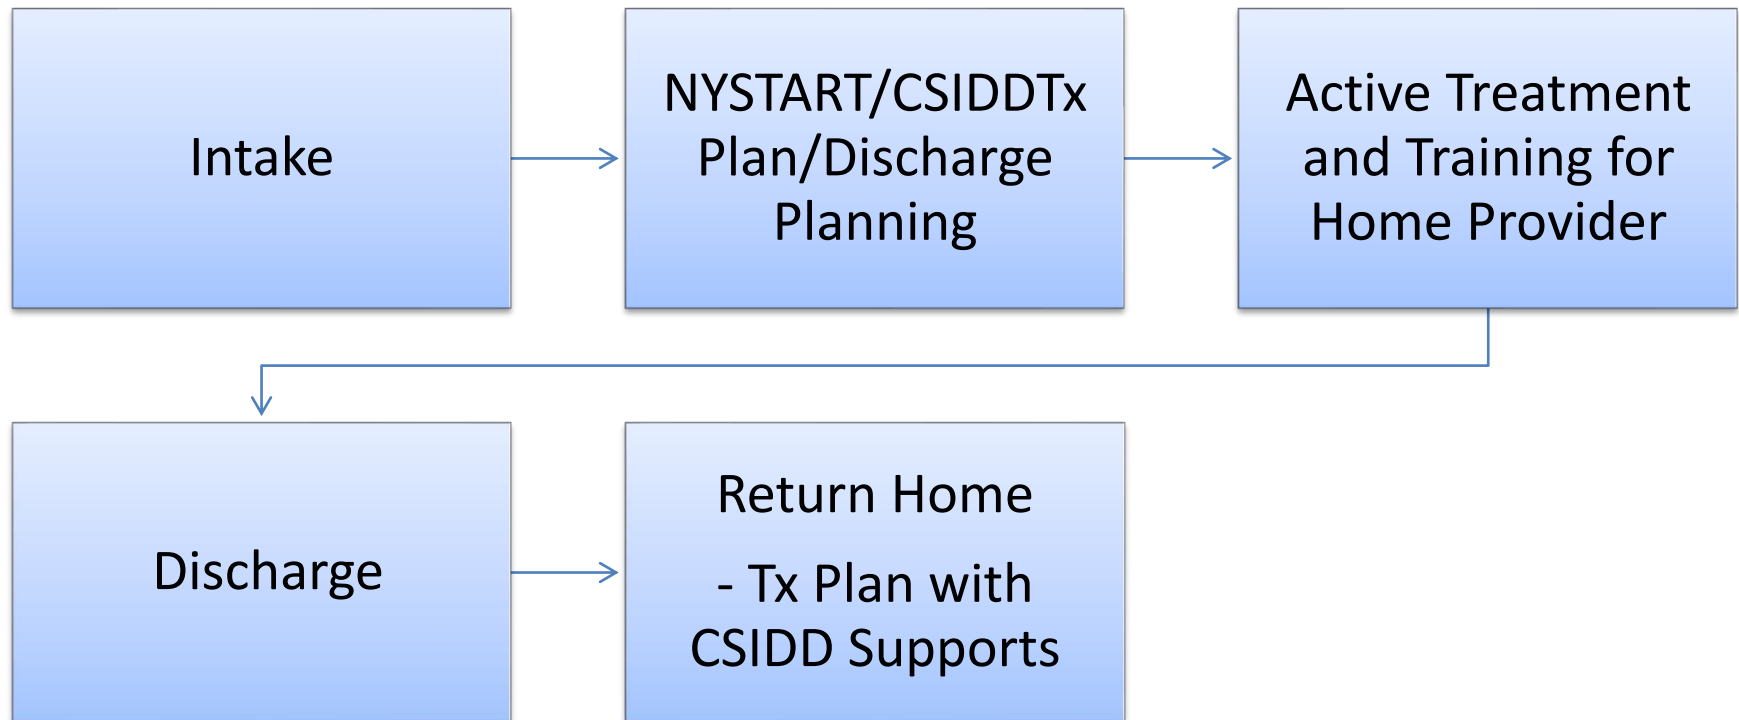 Intake
NYSTART/CSIDDTx
Plan/Discharge
Planning
Active Treatment
and Training for
Home Provider
Discharge
Return Home
- Tx Plan with
CSIDD Supports